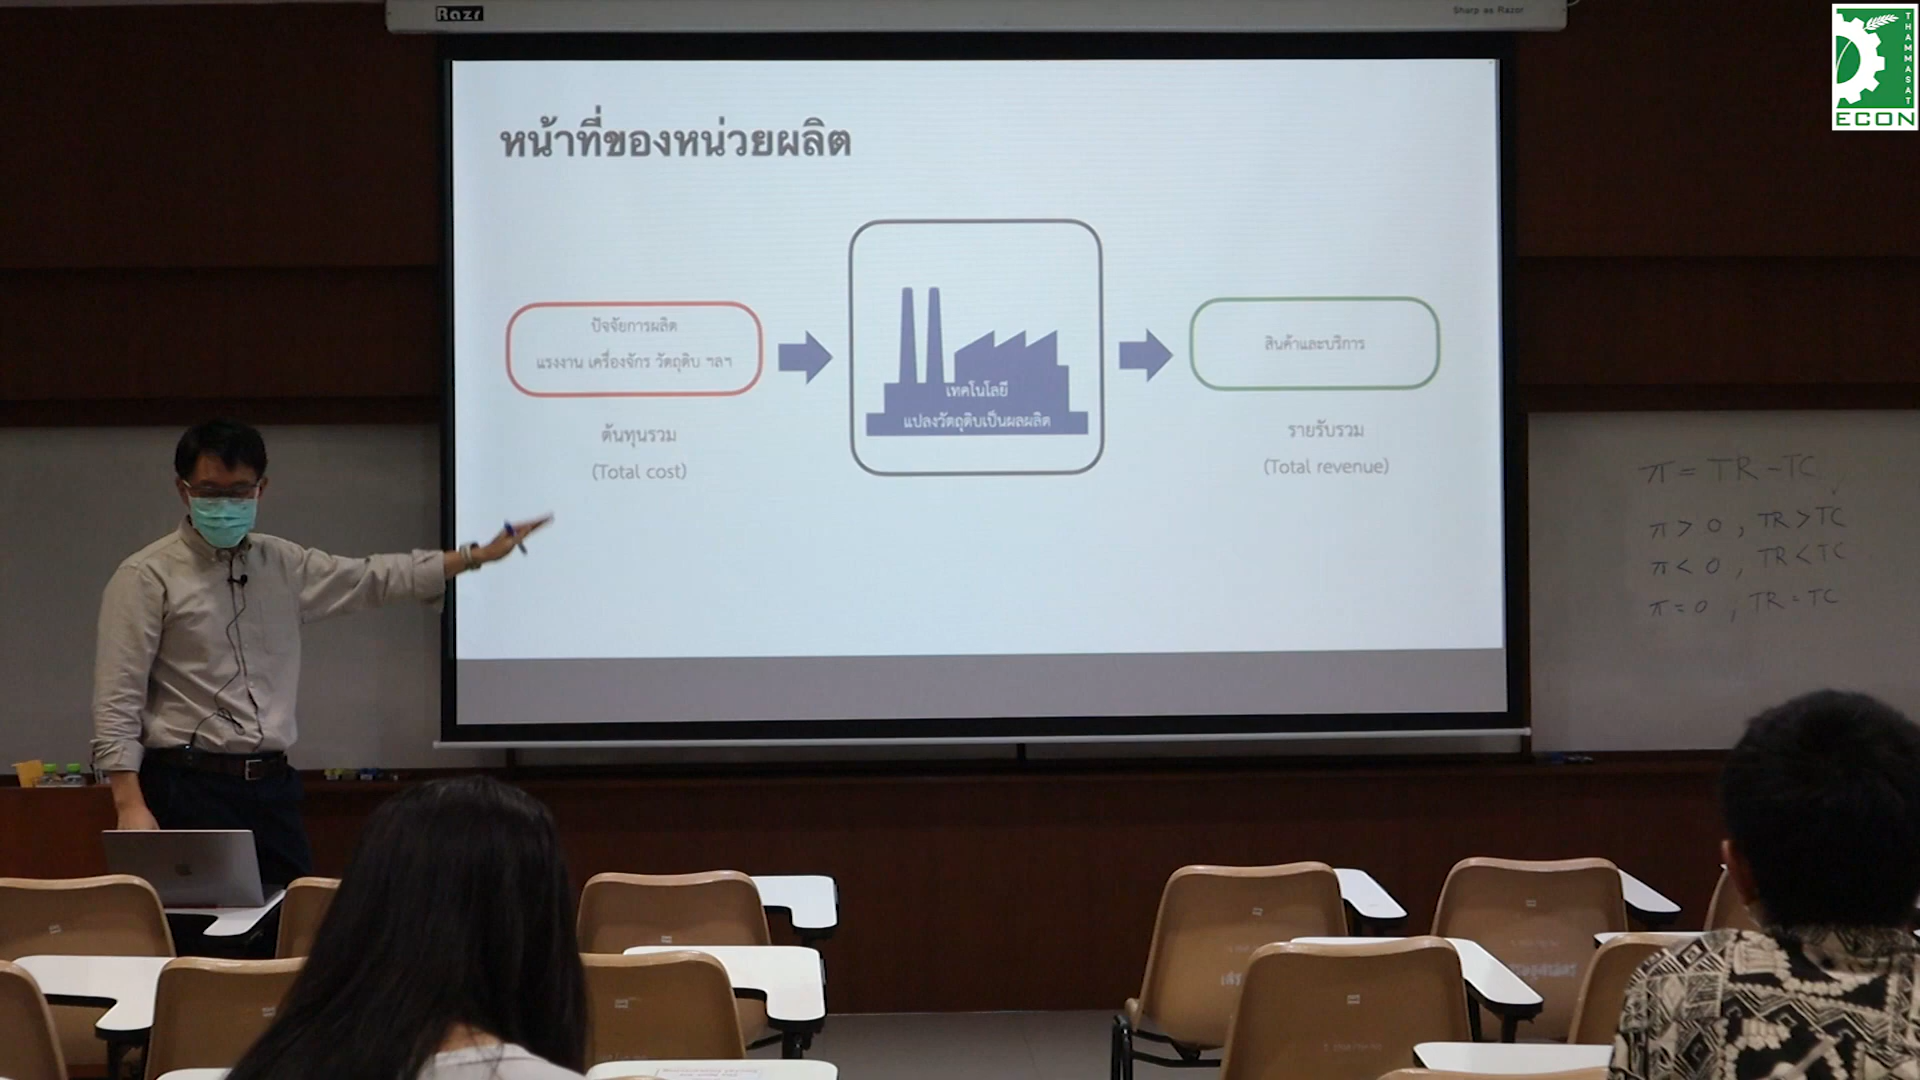 Razr
Sharp as Razor
THAMMASAT
ECON
หน้าที่ของหน่วยผลิต
ปัจจัยการผลิต
แรงงาน เครื่องจักร วัตถุดิบ ฯลฯ
ต้นทุนรวม
(Total cost)
เทคโนโลยี
แปลงวัตถุดิบเป็นผลผลิต
สินค้าและบริการ
รายรับรวม
(Total revenue)
π = TR - TC
π > 0 , TR > TC
π < 0 , TR < TC
π = 0 , TR = TC